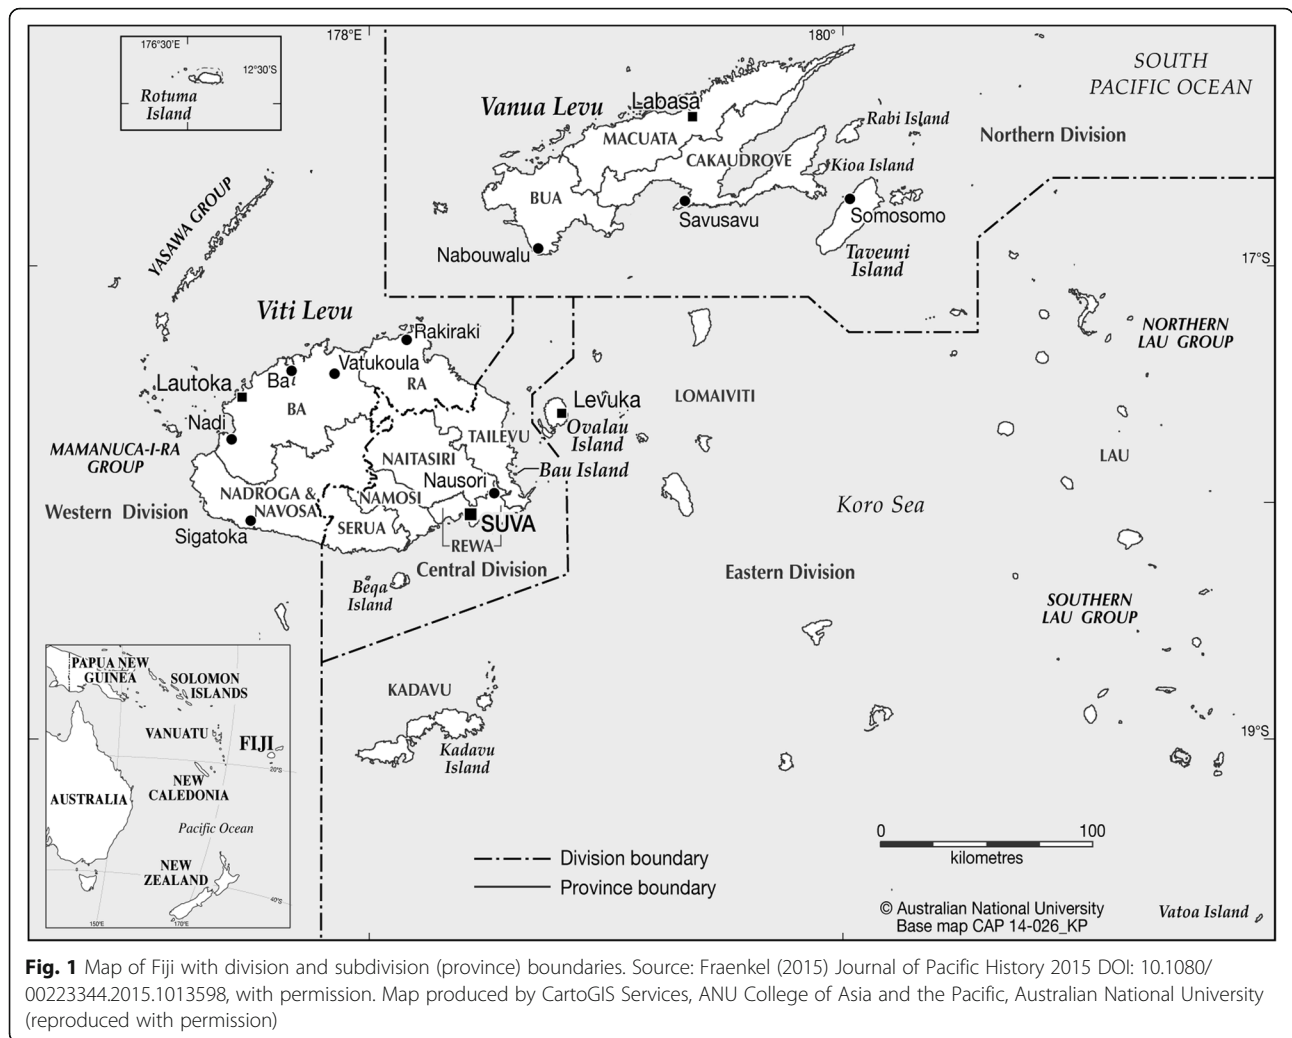 178°E
180°
176°30'E
12°30'S
Rotuma
Island
SOUTH
PACIFIC OCEAN
Vanua Levu
Labasa
MACUATA
CAKAUDROVE
BUA
Rabi Island
Kioa Island
Northern Division
Savusavu
Somosomo
Nabouwalu
Taveuni
Island
17°S
YASAWA GROUP
Viti Levu
Rakiraki
Vatukoula
Ba
RA
Lautoka
BA
Nadi
MAMANUCA-I-RA
GROUP
Levuka
Ovalau
Island
TAILEVU
NAITASIRI
Bau Island
Nausori
NAMOSI
NADROGA &
NAVOSA
SERUA
SUVA
REWA
Western Division
Sigatoka
Central Division
Beqa
Island
LOMAIVITI
NORTHERN
LAU GROUP
LAU
Koro Sea
Eastern Division
SOUTHERN
LAU GROUP
KADAVU
Kadavu
Island
19°S
PAPUA NEW
GUINEA
SOLOMON
ISLANDS
VANUATU
FIJI
20°S
NEW
CALEDONIA
AUSTRALIA
Pacific Ocean
NEW
ZEALAND
40°S
150°E
170°E
0 100
kilometres
Division boundary
Province boundary
© Australian National University
Base map CAP 14-026_KP
Vatoa Island
Fig. 1 Map of Fiji with division and subdivision (province) boundaries. Source: Fraenkel (2015) Journal of Pacific History 2015 DOI: 10.1080/
00223344.2015.1013598, with permission. Map produced by CartoGIS Services, ANU College of Asia and the Pacific, Australian National University
(reproduced with permission)